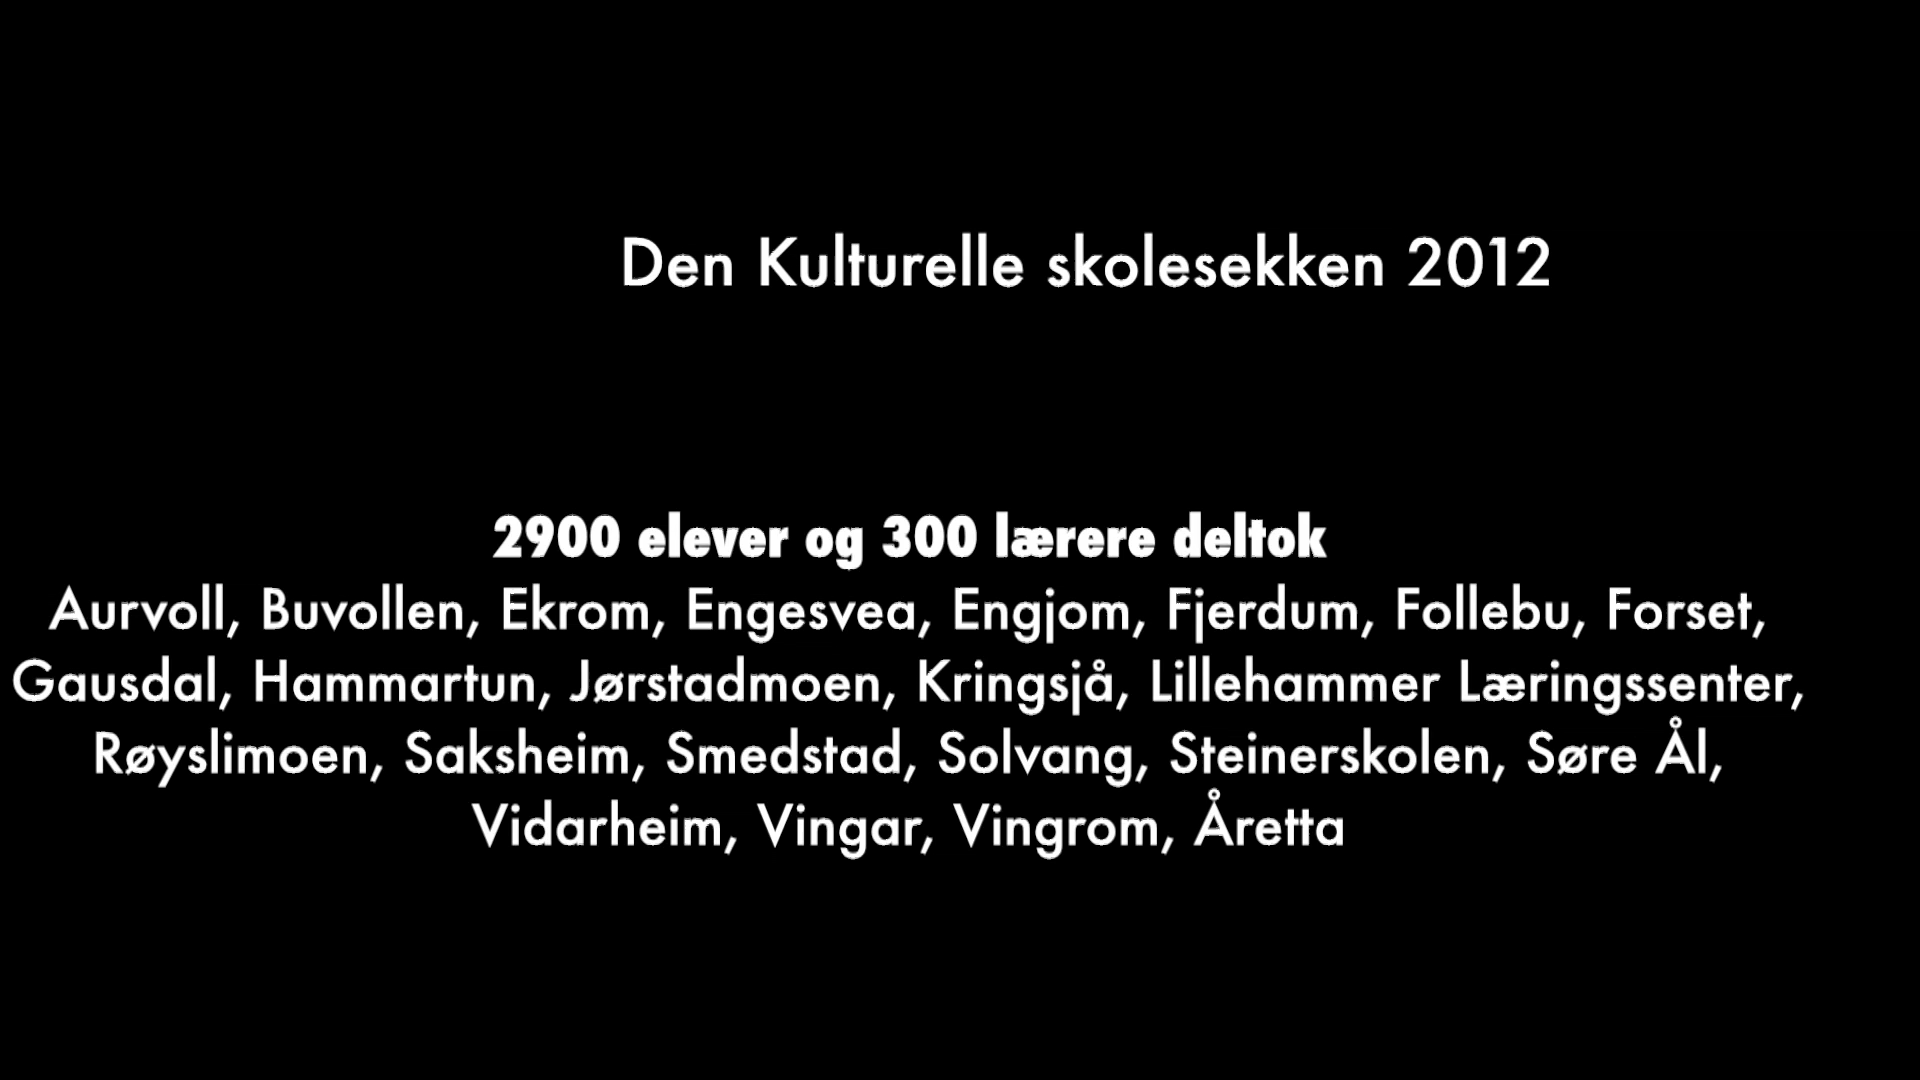 Den Kulturelle skolesekken 2012
2900 elever og 300 lærere deltok
Aurvoll, Buvollen, Ekrom, Engesvea, Engjom, Fjerdum, Follebu, Forset,
Gausdal, Hammartun, Jørstadmoen, Kringsjå, Lillehammer Læringssenter,
Røyslimoen, Saksheim, Smedstad, Solvang, Steinerskolen, Søre Ål,
Vidarheim, Vingar, Vingrom, Åretta